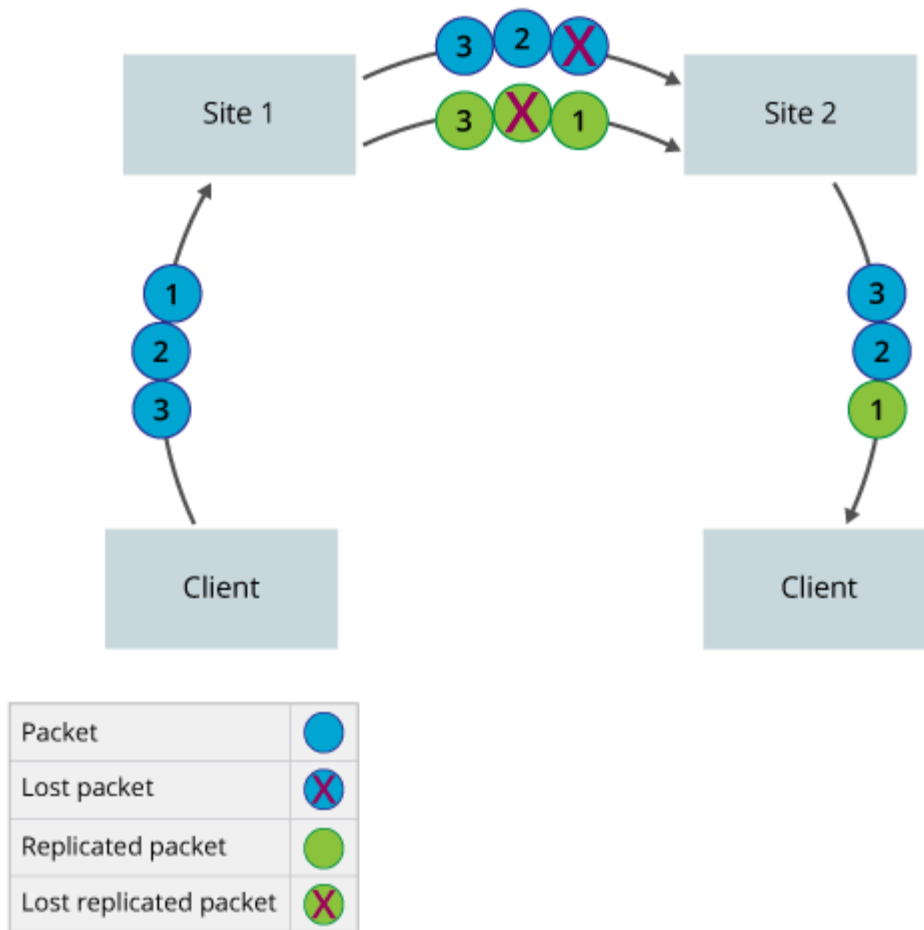 3 2 X
Site 1
Site 2
3 X 1
1
2
3
3
2
1
Client
Client
Packet
Lost packet X
Replicated packet
Lost replicated packet X